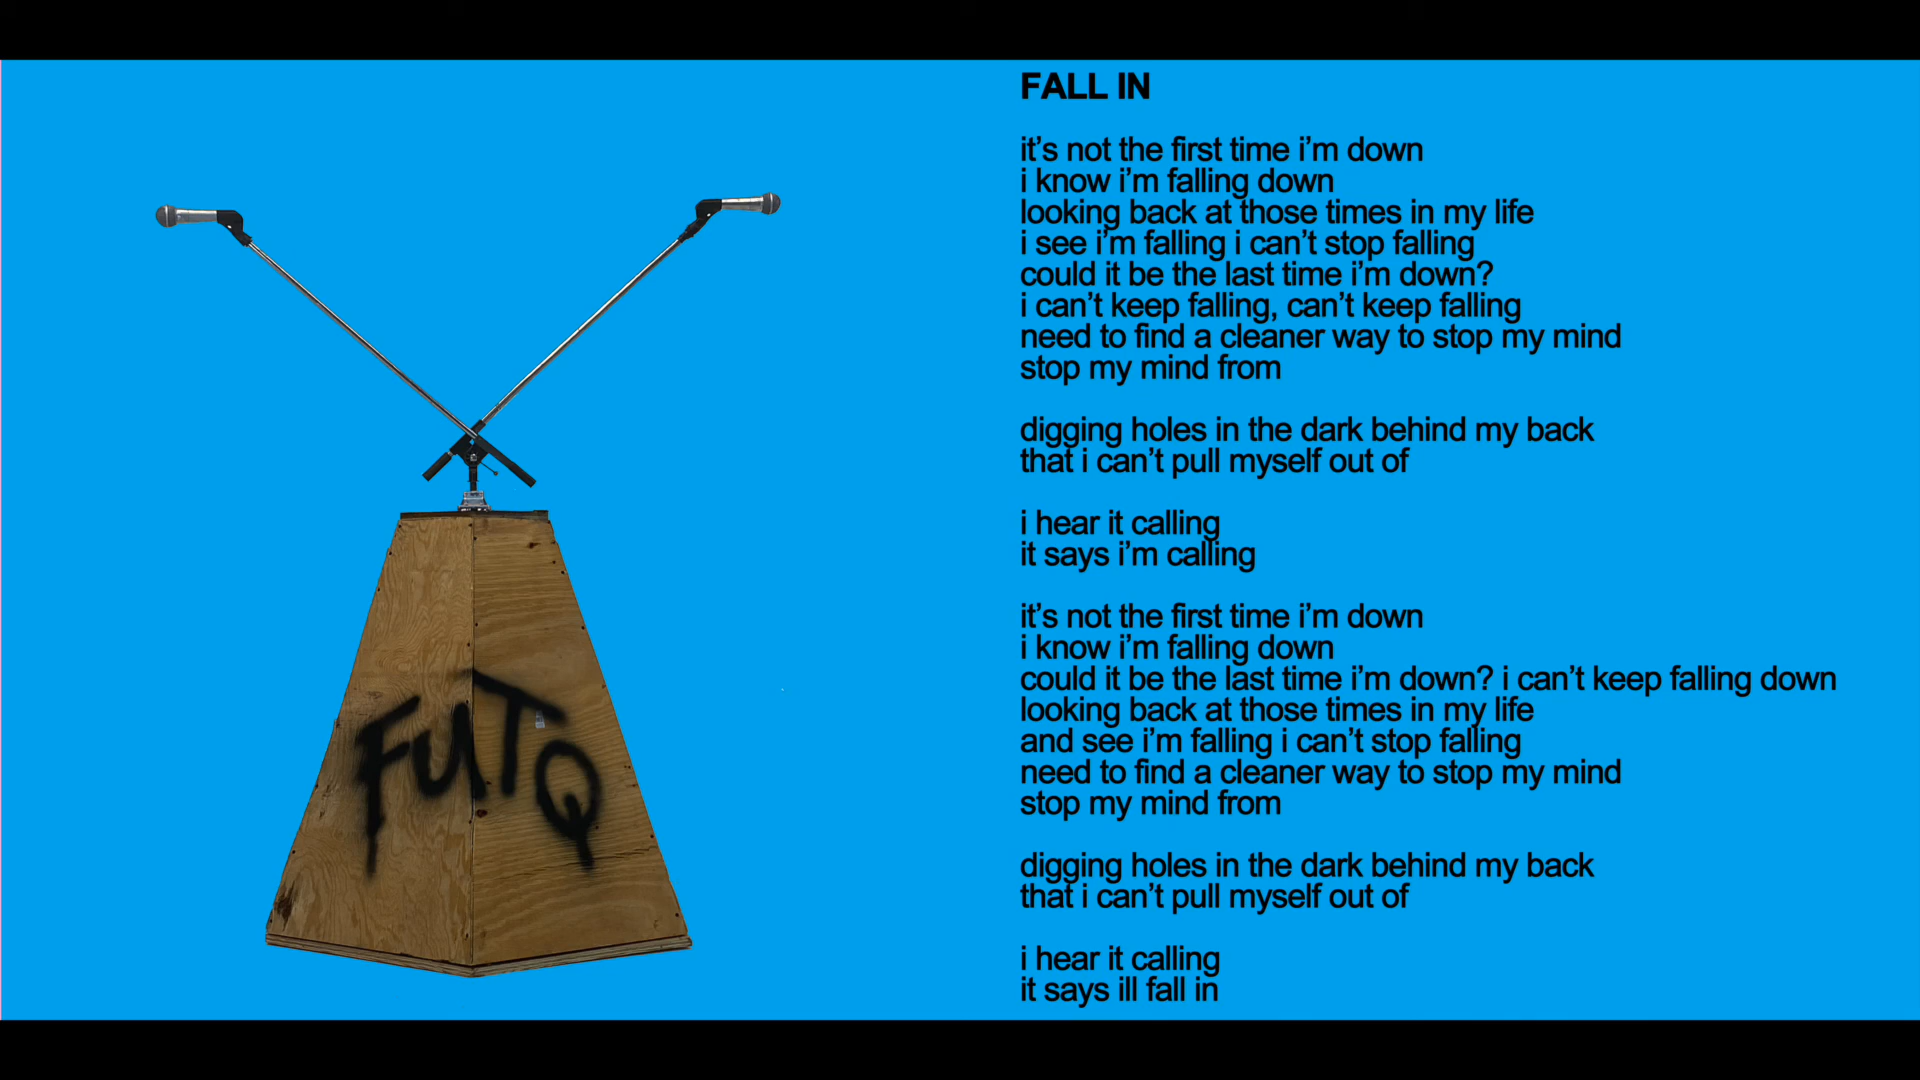 FUTQ
FALL IN
it’s not the first time i’m down
i know i’m falling down
looking back at those times in my life
i see i’m falling i can’t stop falling
could it be the last time i’m down?
i can’t keep falling, can’t keep falling
need to find a cleaner way to stop my mind
stop my mind from
digging holes in the dark behind my back
that i can’t pull myself out of
i hear it calling
it says i’m calling
it’s not the first time i’m down
i know i’m falling down
could it be the last time i’m down? i can’t keep falling down
looking back at those times in my life
and see i’m falling i can’t stop falling
need to find a cleaner way to stop my mind
stop my mind from
digging holes in the dark behind my back
that i can’t pull myself out of
i hear it calling
it says ill fall in